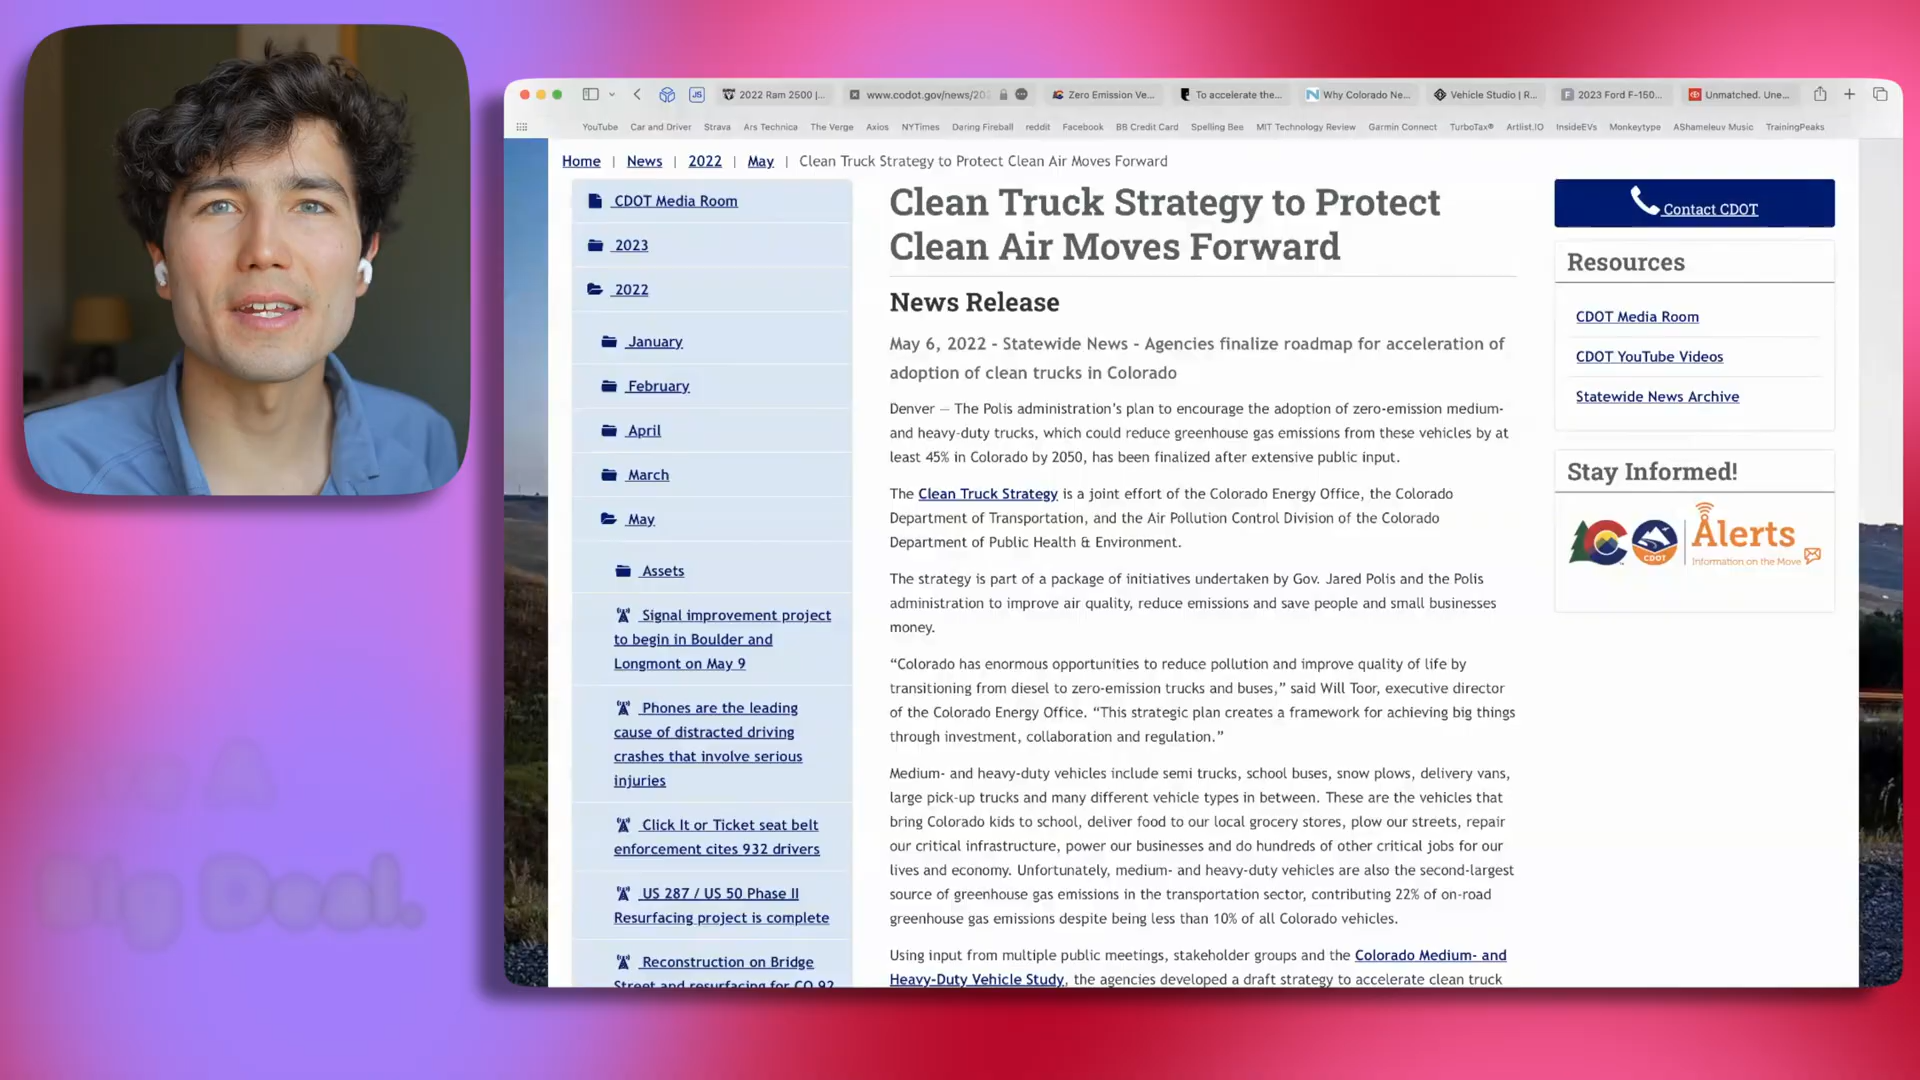 2022 Ram 2500 |...
www.codot.gov/news/202
Zero Emission Ve...
To accelerate the...
Why Colorado Ne...
Vehicle Studio | R...
2023 Ford F-150...
Unmatched. Une...
YouTube
Car and Driver
Strava
Ars Technica
The Verge
Axios
NYTimes
Daring Fireball
reddit
Facebook
BB Credit Card
Spelling Bee
MIT Technology Review
Garmin Connect
TurboTax®
Artlist.IO
InsideEVs
Monkeytype
AShameluv Music
TrainingPeaks
Home | News | 2022 | May | Clean Truck Strategy to Protect Clean Air Moves Forward
CDOT Media Room
2023
2022
January
February
April
March
May
Assets
Signal improvement project
to begin in Boulder and
Longmont on May 9
Phones are the leading
cause of distracted driving
crashes that involve serious
injuries
Click It or Ticket seat belt
enforcement cites 932 drivers
US 287 / US 50 Phase II
Resurfacing project is complete
Reconstruction on Bridge
Street and resurfacing for CO 92
Clean Truck Strategy to Protect
Clean Air Moves Forward
News Release
May 6, 2022 - Statewide News - Agencies finalize roadmap for acceleration of
adoption of clean trucks in Colorado
Denver — The Polis administration's plan to encourage the adoption of zero-emission medium-
and heavy-duty trucks, which could reduce greenhouse gas emissions from these vehicles by at
least 45% in Colorado by 2050, has been finalized after extensive public input.
The Clean Truck Strategy is a joint effort of the Colorado Energy Office, the Colorado
Department of Transportation, and the Air Pollution Control Division of the Colorado
Department of Public Health & Environment.
The strategy is part of a package of initiatives undertaken by Gov. Jared Polis and the Polis
administration to improve air quality, reduce emissions and save people and small businesses
money.
“Colorado has enormous opportunities to reduce pollution and improve quality of life by
transitioning from diesel to zero-emission trucks and buses,” said Will Toor, executive director
of the Colorado Energy Office. “This strategic plan creates a framework for achieving big things
through investment, collaboration and regulation.”
Medium- and heavy-duty vehicles include semi trucks, school buses, snow plows, delivery vans,
large pick-up trucks and many different vehicle types in between. These are the vehicles that
bring Colorado kids to school, deliver food to our local grocery stores, plow our streets, repair
our critical infrastructure, power our businesses and do hundreds of other critical jobs for our
lives and economy. Unfortunately, medium- and heavy-duty vehicles are also the second-largest
source of greenhouse gas emissions in the transportation sector, contributing 22% of on-road
greenhouse gas emissions despite being less than 10% of all Colorado vehicles.
Using input from multiple public meetings, stakeholder groups and the Colorado Medium- and
Heavy-Duty Vehicle Study, the agencies developed a draft strategy to accelerate clean truck
Contact CDOT
Resources
CDOT Media Room
CDOT YouTube Videos
Statewide News Archive
Stay Informed!
CDOT
Alerts
Information on the Move
A
Big Deal.